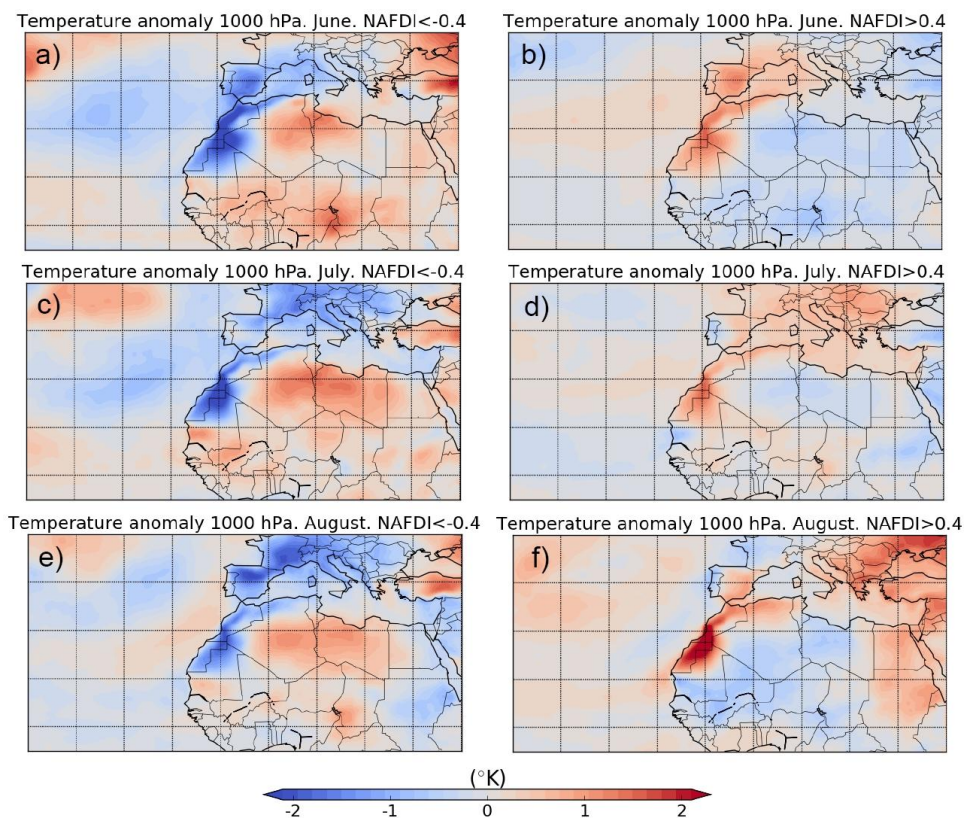 Temperature anomaly 1000 hPa. June. NAFDI<-0.4
a)
Temperature anomaly 1000 hPa. June. NAFDI>0.4
b)
Temperature anomaly 1000 hPa. July. NAFDI<-0.4
c)
Temperature anomaly 1000 hPa. July. NAFDI>0.4
d)
Temperature anomaly 1000 hPa. August. NAFDI<-0.4
e)
Temperature anomaly 1000 hPa. August. NAFDI>0.4
f)
(°K)
-2 -1 0 1 2